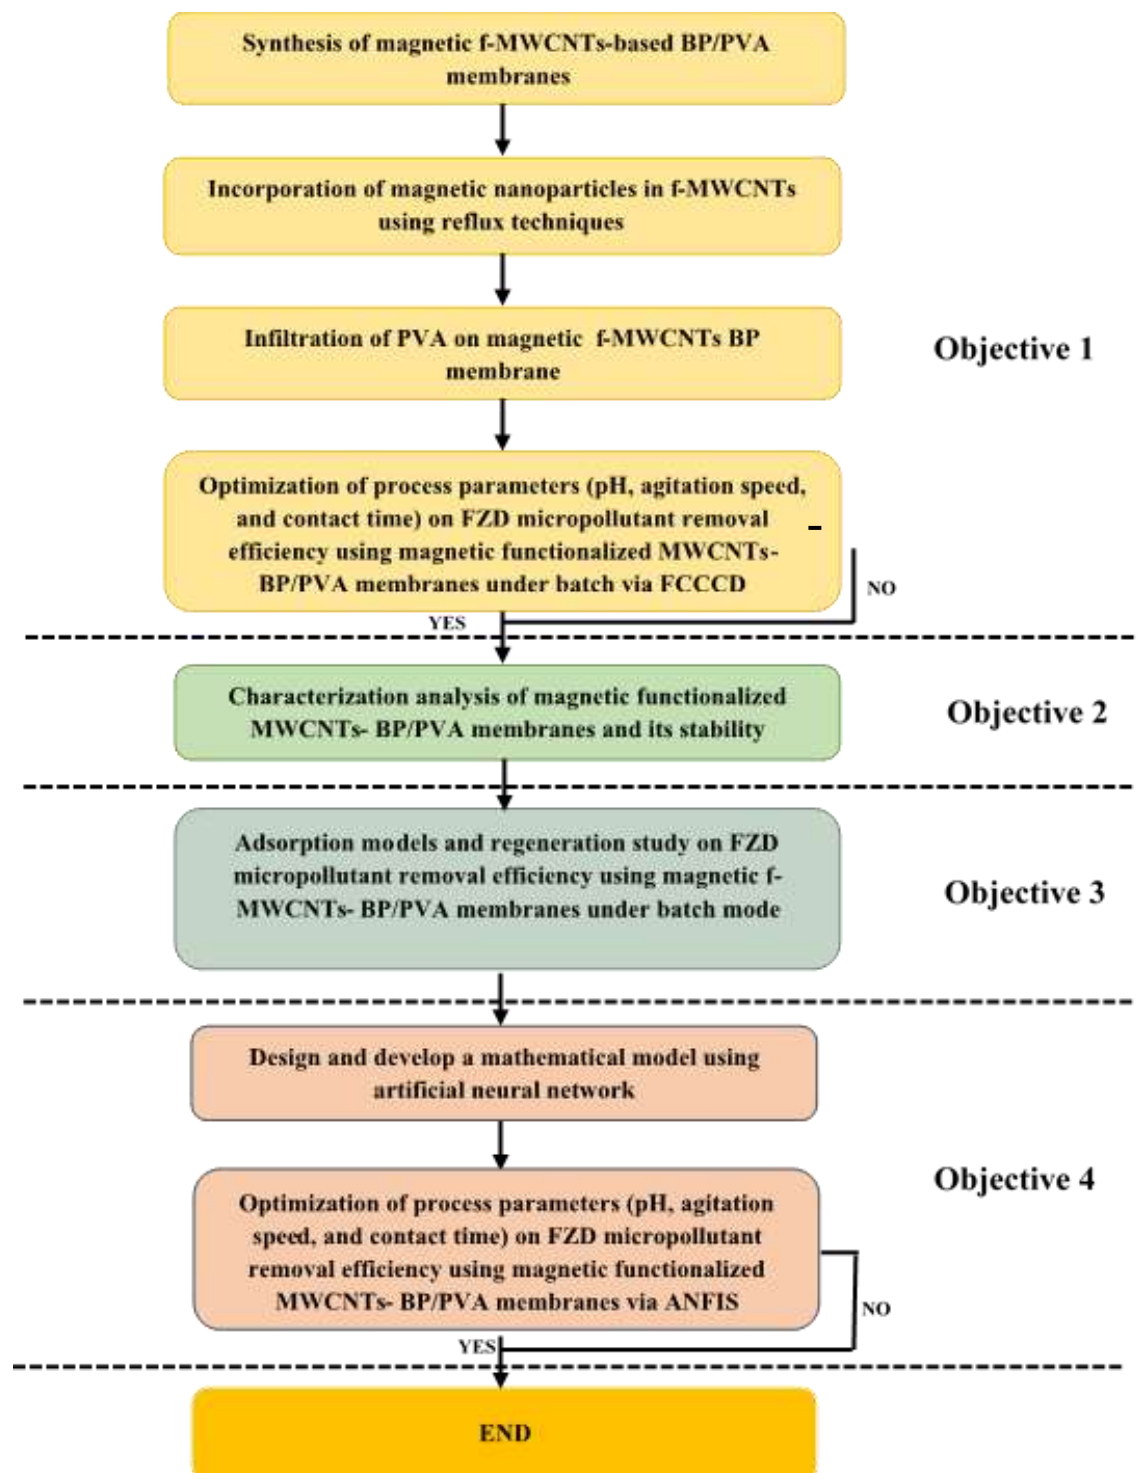 Synthesis of magnetic f-MWCNTs-based BP/PVA
membranes
Incorporation of magnetic nanoparticles in f-MWCNTs
using reflux techniques
Infiltration of PVA on magnetic f-MWCNTs BP
membrane
Objective 1
Optimization of process parameters (pH, agitation speed,
and contact time) on FZD micropollutant removal
efficiency using magnetic functionalized MWCNTs-
BP/PVA membranes under batch via FCCCD
NO
YES
Characterization analysis of magnetic functionalized
MWCNTs- BP/PVA membranes and its stability
Objective 2
Adsorption models and regeneration study on FZD
micropollutant removal efficiency using magnetic f-
MWCNTs- BP/PVA membranes under batch mode
Objective 3
Design and develop a mathematical model using
artificial neural network
Objective 4
Optimization of process parameters (pH, agitation
speed, and contact time) on FZD micropollutant
removal efficiency using magnetic functionalized
MWCNTs- BP/PVA membranes via ANFIS
NO
YES
END